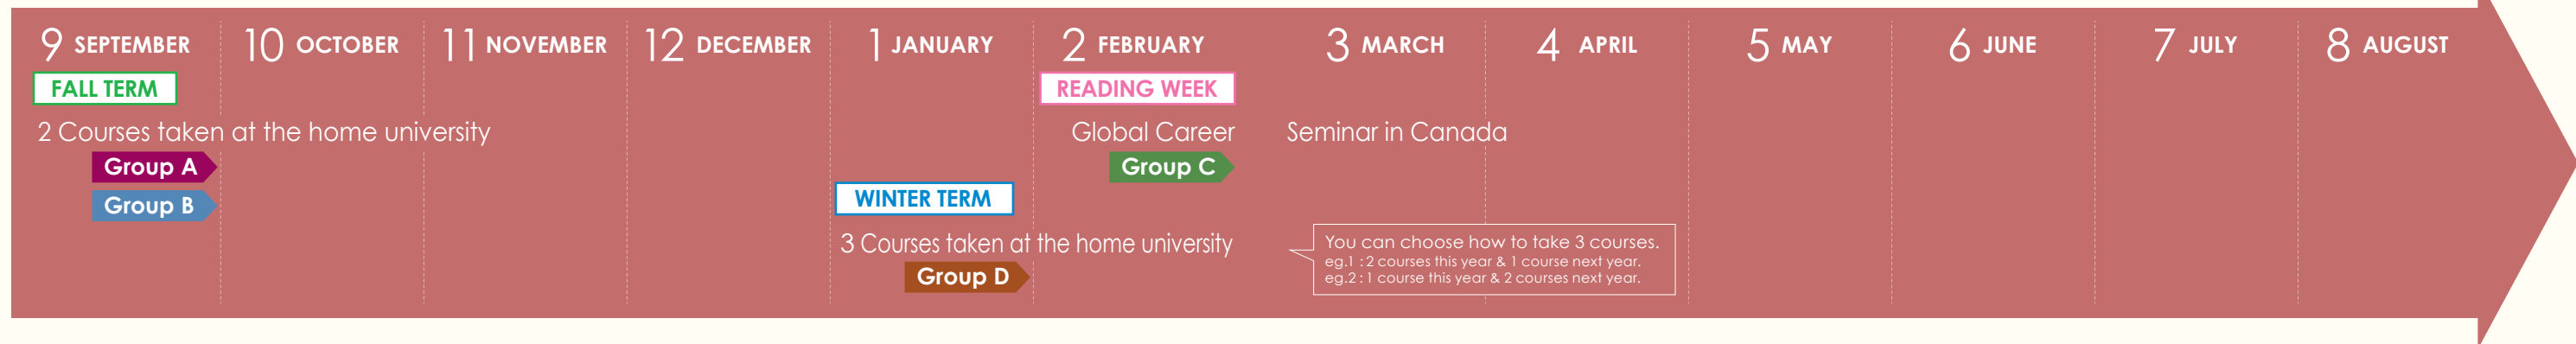 9 SEPTEMBER 10 OCTOBER 11 NOVEMBER 12 DECEMBER 1 JANUARY 2 FEBRUARY 3 MARCH 4 APRIL 5 MAY 6 JUNE 7 JULY 8 AUGUST
FALL TERM
READING WEEK
2 Courses taken at the home university
Global Career Seminar in Canada
Group A
Group C
Group B
WINTER TERM
3 Courses taken at the home university
Group D
You can choose how to take 3 courses.
eg.1 : 2 courses this year & 1 course next year.
eg.2 : 1 course this year & 2 courses next year.